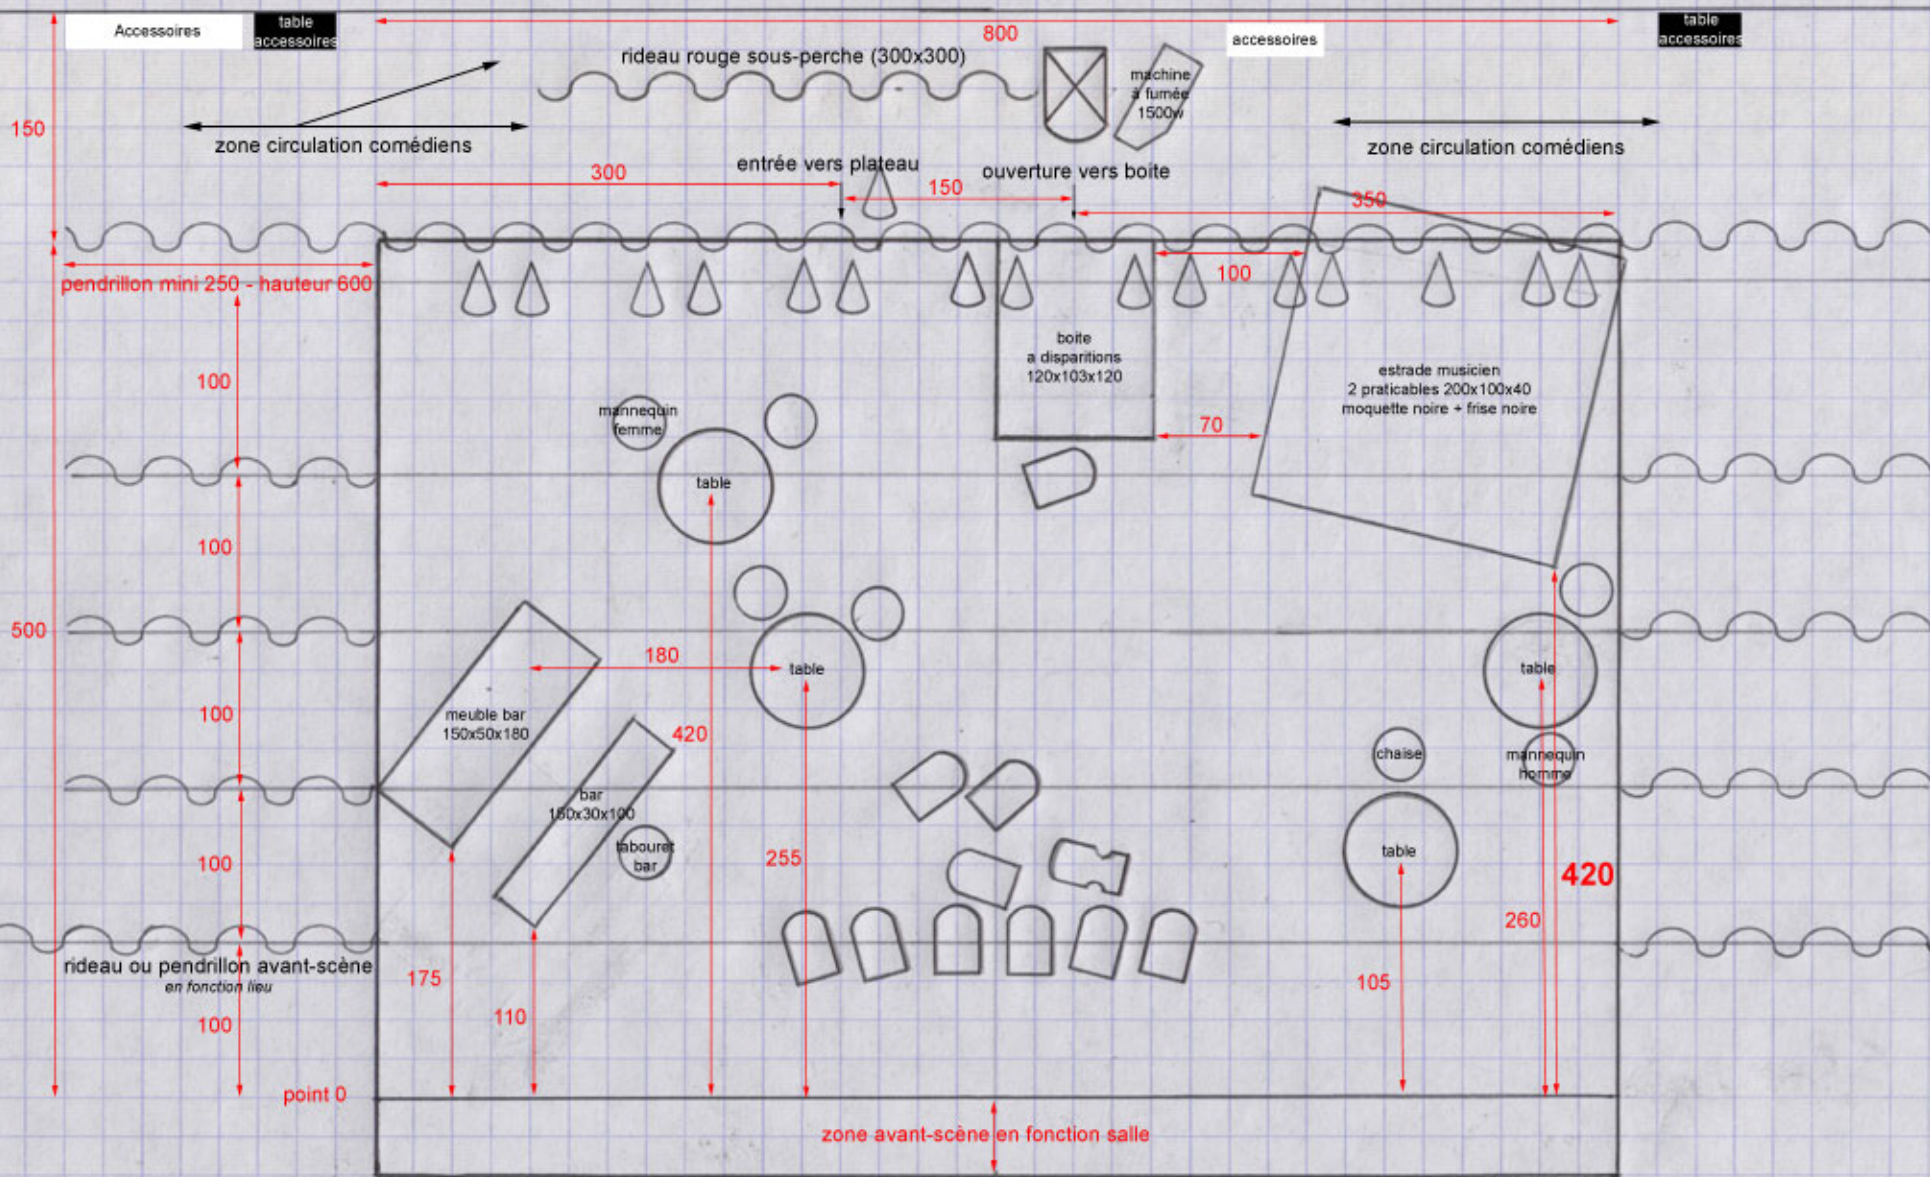 Accessoires
table
accessoires
800
rideau rouge sous-perche (300x300)
accessoires
table
accessoires
machine
à fumée
1500w
150
zone circulation comédiens
zone circulation comédiens
entrée vers plateau
ouverture vers boite
300
150
350
pendrillon mini 250 - hauteur 600
100
boite
a disparitions
120x103x120
estrade musicien
2 praticables 200x100x40
moquette noire + frise noire
100
mannequin
femme
70
table
100
500
180
table
table
100
meuble bar
150x50x180
420
chaise
mannequin
homme
bar
150x30x100
tabouret
bar
table
100
255
420
260
rideau ou pendrillon avant-scène
en fonction lieu
175
105
100
110
point 0
zone avant-scène en fonction salle